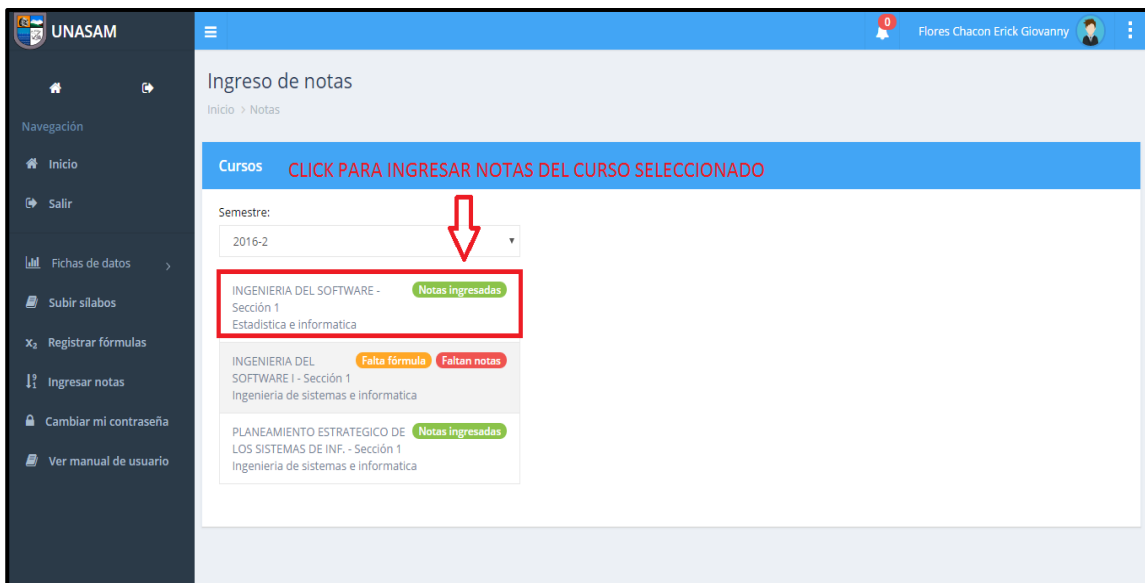 UNASAM
0
Flores Chacon Erick Giovanny
Navegación
Inicio
Salir
Fichas de datos
Subir sílabos
Registrar fórmulas
Ingresar notas
Cambiar mi contraseña
Ver manual de usuario
Ingreso de notas
Inicio > Notas
Cursos
CLICK PARA INGRESAR NOTAS DEL CURSO SELECCIONADO
Semestre:
2016-2
INGENIERIA DEL SOFTWARE - Notas ingresadas
Sección 1
Estadistica e informatica
INGENIERIA DEL Falta fórmula Faltan notas
SOFTWARE I - Sección 1
Ingenieria de sistemas e informatica
PLANEAMIENTO ESTRATEGICO DE Notas ingresadas
LOS SISTEMAS DE INF. - Sección 1
Ingenieria de sistemas e informatica